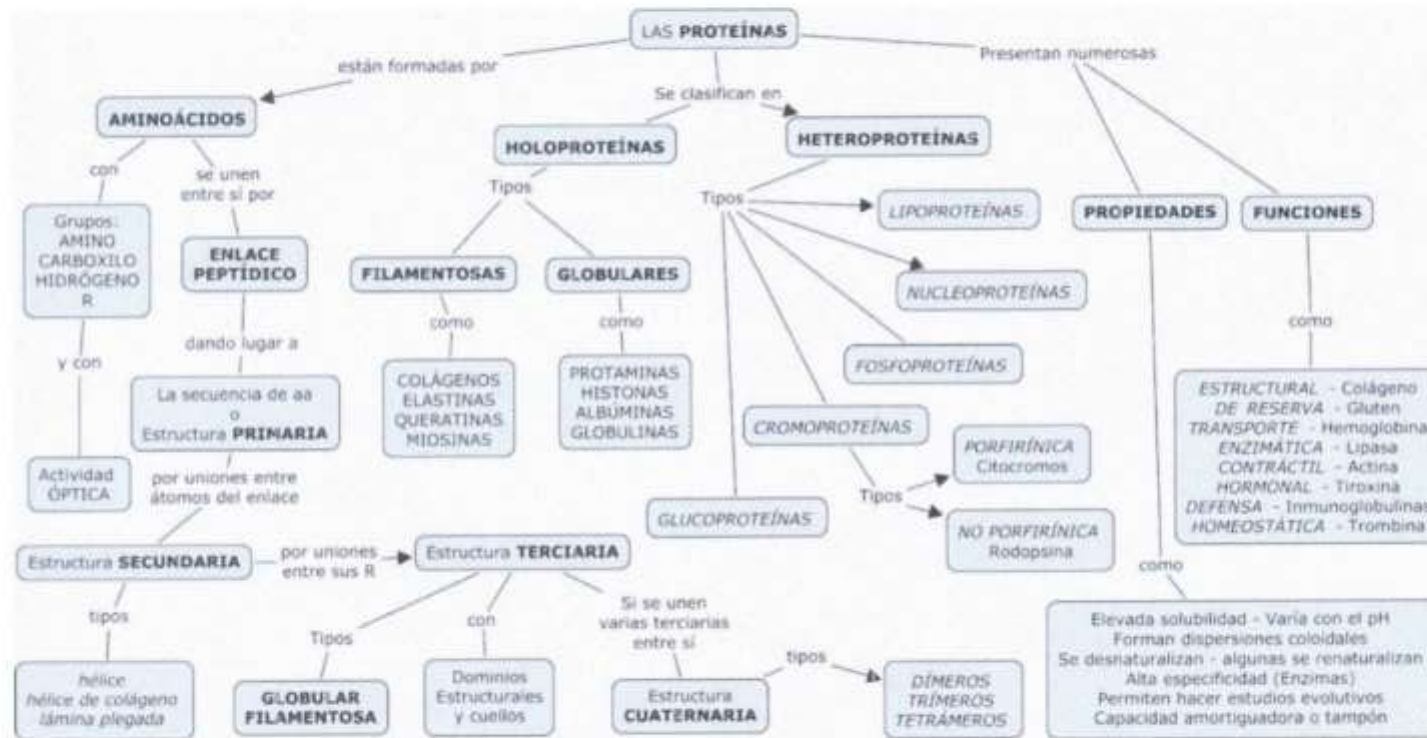 LAS PROTEÍNAS
están formadas por
Se clasifican en
Presentan numerosas
AMINOÁCIDOS
con
se unen
entre sí por
Grupos:
AMINO
CARBOXILO
HIDRÓGENO
R
y con
Actividad
ÓPTICA
ENLACE
PEPTÍDICO
dando lugar a
La secuencia de aa
o
Estructura PRIMARIA
por uniones entre
átomos del enlace
Estructura SECUNDARIA
tipos
hélice
hélice de colágeno
lámina plegada
por uniones
entre sus R
Estructura TERCIARIA
Tipos
GLOBULAR
FILAMENTOSA
con
Dominios
Estructurales
y cuellos
Si se unen
varias terciarias
entre sí
Estructura
CUATERNARIA
tipos
DÍMEROS
TRÍMEROS
TETRÁMEROS
HOLOPROTEÍNAS
Tipos
FILAMENTOSAS
como
COLÁGENOS
ELASTINAS
QUERATINAS
MIOSINAS
GLOBULARES
como
PROTAMINAS
HISTONAS
ALBÚMINAS
GLOBULINAS
HETEROPROTEÍNAS
Tipos
LIPOPROTEÍNAS
NUCLEOPROTEÍNAS
FOSFOPROTEÍNAS
CROMOPROTEÍNAS
Tipos
PORFIRÍNICA
Citocromos
NO PORFIRÍNICA
Rodopsina
GLUCOPROTEÍNAS
PROPIEDADES
como
Elevada solubilidad - Varía con el pH
Forman dispersiones coloidales
Se desnaturalizan - algunas se renaturalizan
Alta especificidad (Enzimas)
Permiten hacer estudios evolutivos
Capacidad amortiguadora o tampón
FUNCIONES
como
ESTRUCTURAL - Colágeno
DE RESERVA - Gluten
TRANSPORTE - Hemoglobina
ENZIMÁTICA - Lipasa
CONTRÁCTIL - Actina
HORMONAL - Tiroxina
DEFENSA - Inmunoglobulinas
HOMEOSTÁTICA - Trombina